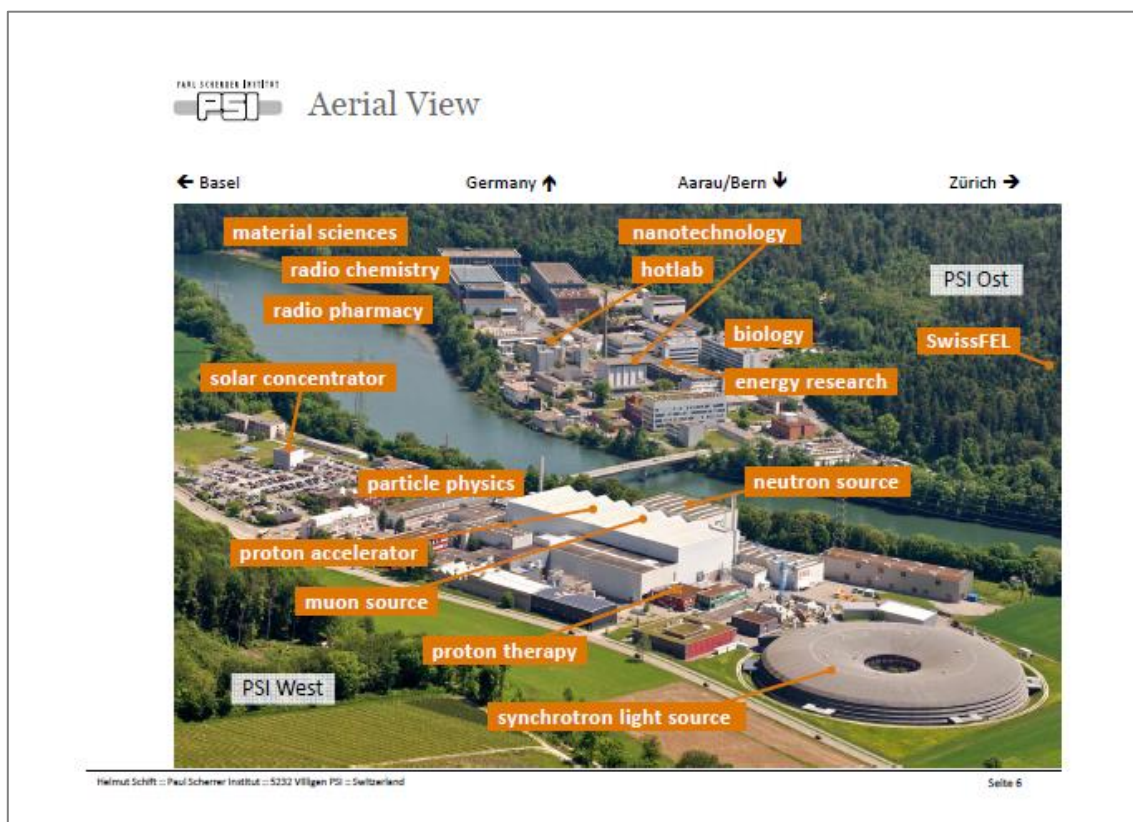 PAUL SCHERRER INSTITUT
PSI
Aerial View
← Basel
Germany ↑
Aarau/Bern ↓
Zürich →
material sciences
nanotechnology
radio chemistry
hotlab
PSI Ost
radio pharmacy
biology
SwissFEL
solar concentrator
energy research
particle physics
neutron source
proton accelerator
muon source
proton therapy
PSI West
synchrotron light source
Helmut Schift :: Paul Scherrer Institut :: 5232 Villigen PSI :: Switzerland
Seite 6